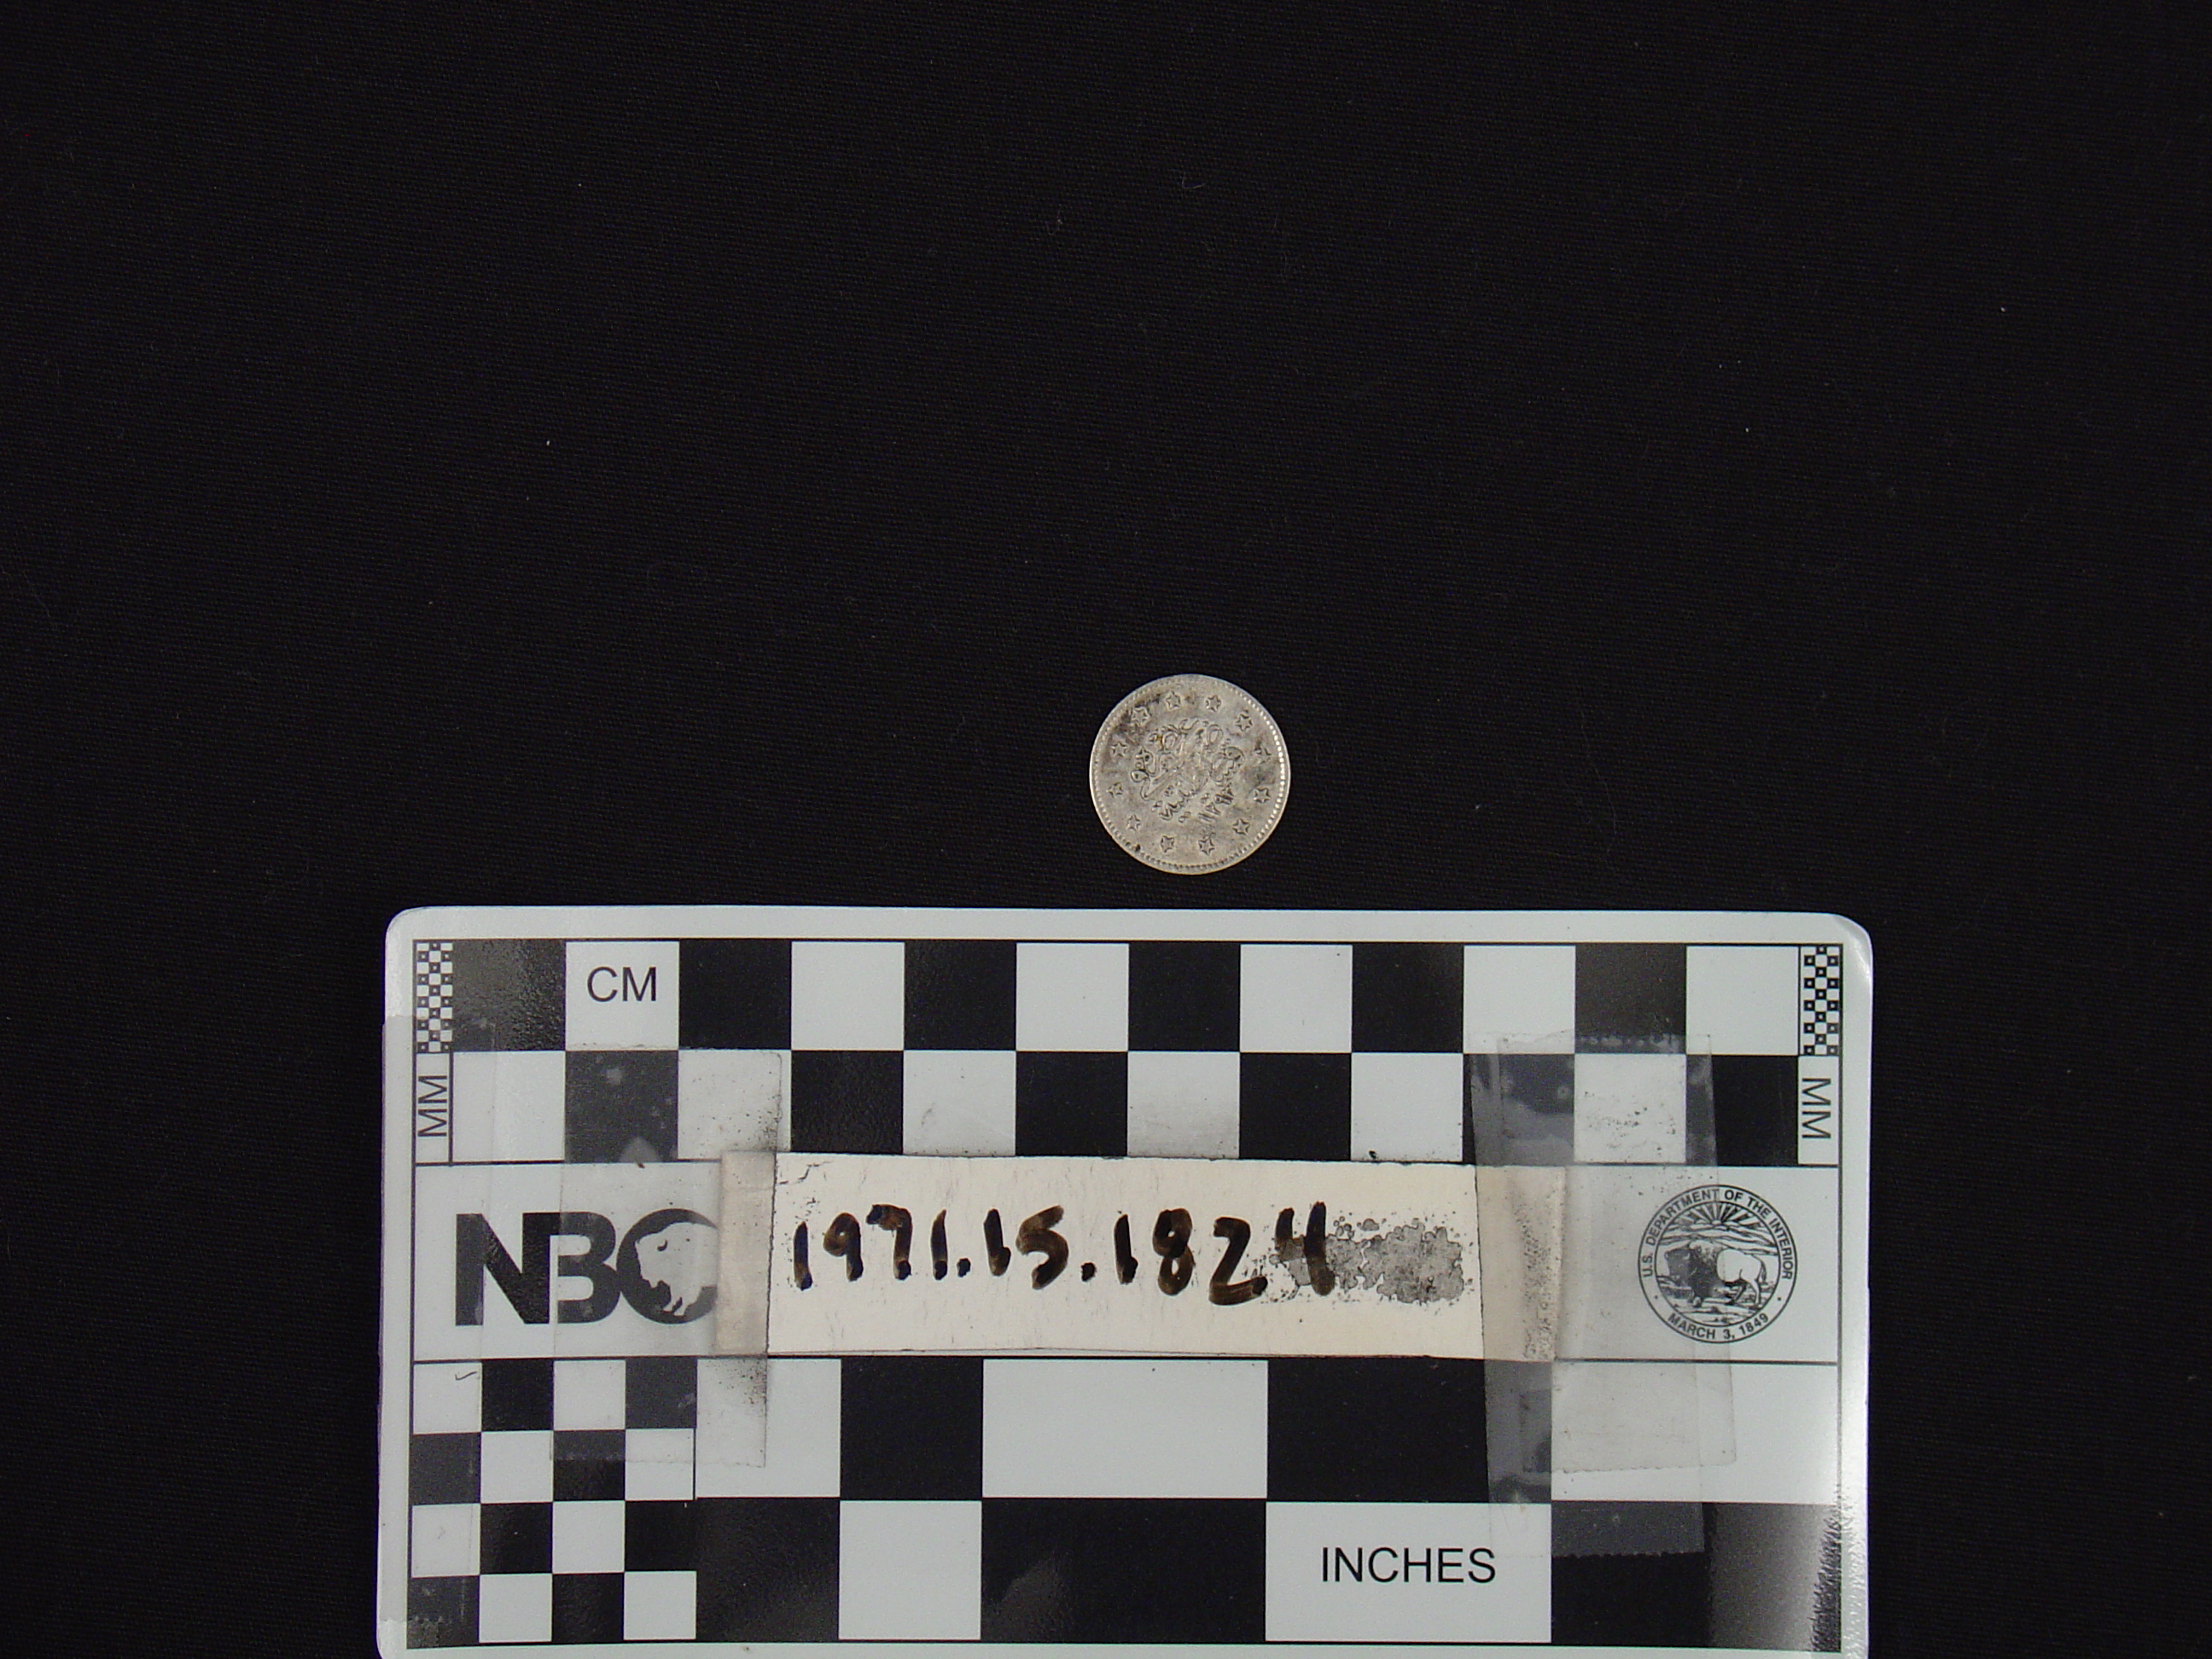 CM
MM
MM
NBC
1971.15.1824
U.S. DEPARTMENT OF THE INTERIOR
MARCH 3, 1849
INCHES